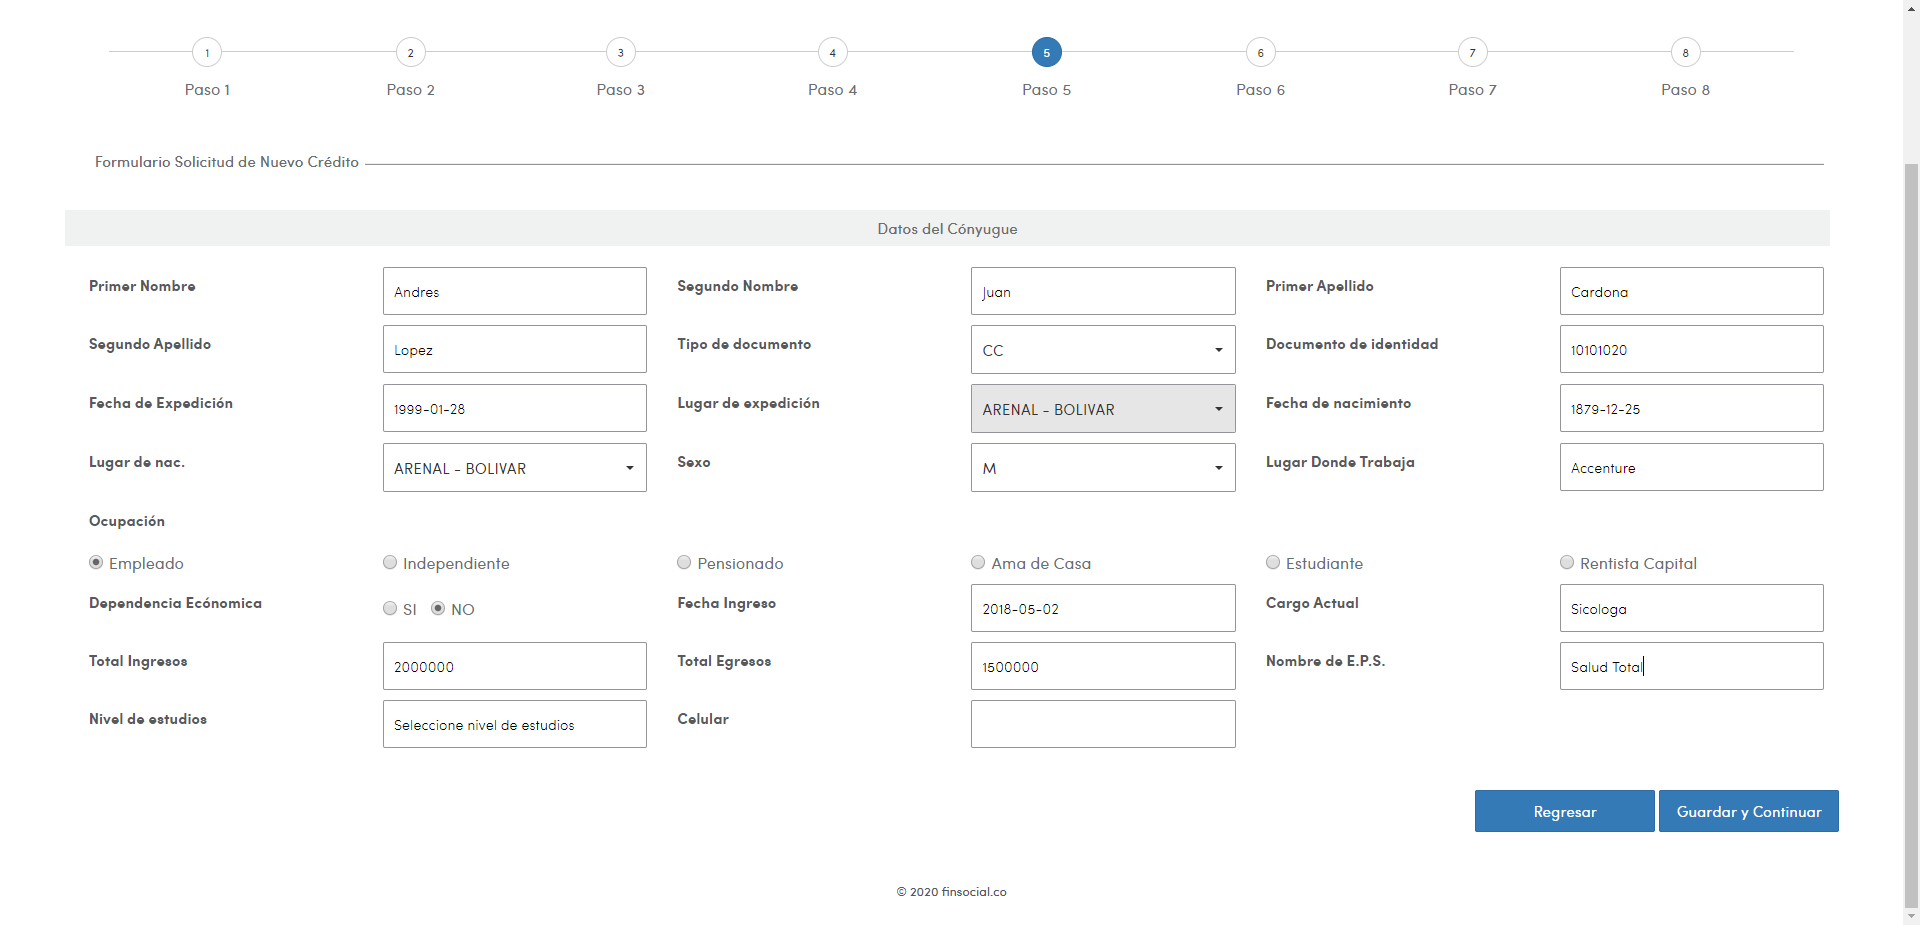 1 2 3 4 5 6 7 8
Paso 1 Paso 2 Paso 3 Paso 4 Paso 5 Paso 6 Paso 7 Paso 8
Formulario Solicitud de Nuevo Crédito
Datos del Cónyugue
Primer Nombre Andres Segundo Nombre Juan Primer Apellido Cardona
Segundo Apellido Lopez Tipo de documento CC Documento de identidad 10101020
Fecha de Expedición 1999-01-28 Lugar de expedición ARENAL - BOLIVAR Fecha de nacimiento 1879-12-25
Lugar de nac. ARENAL - BOLIVAR Sexo M Lugar Donde Trabaja Accenture
Ocupación
Empleado Independiente Pensionado Ama de Casa Estudiante Rentista Capital
Dependencia Ecónomica SI NO Fecha Ingreso 2018-05-02 Cargo Actual Sicologa
Total Ingresos 2000000 Total Egresos 1500000 Nombre de E.P.S. Salud Total
Nivel de estudios Seleccione nivel de estudios Celular
Regresar Guardar y Continuar
© 2020 finsocial.co